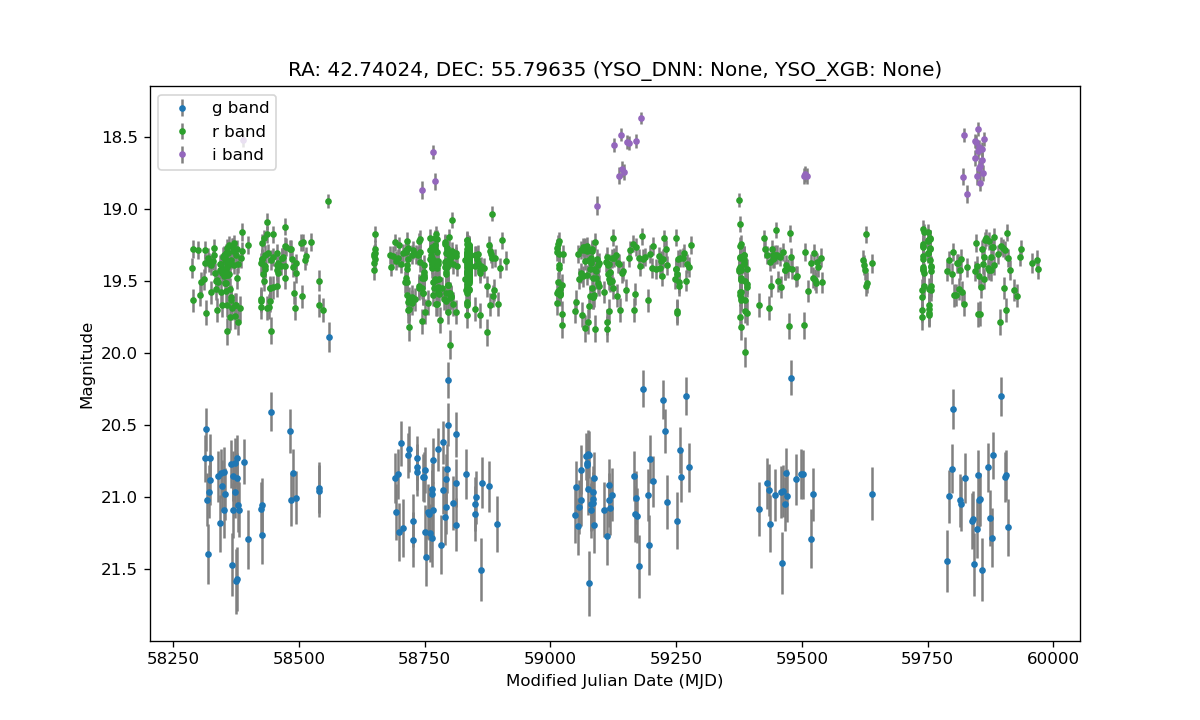 RA: 42.74024, DEC: 55.79635 (YSO_DNN: None, YSO_XGB: None)
g band
r band
i band
18.5
19.0
19.5
20.0
20.5
21.0
21.5
Magnitude
58250 58500 58750 59000 59250 59500 59750 60000
Modified Julian Date (MJD)